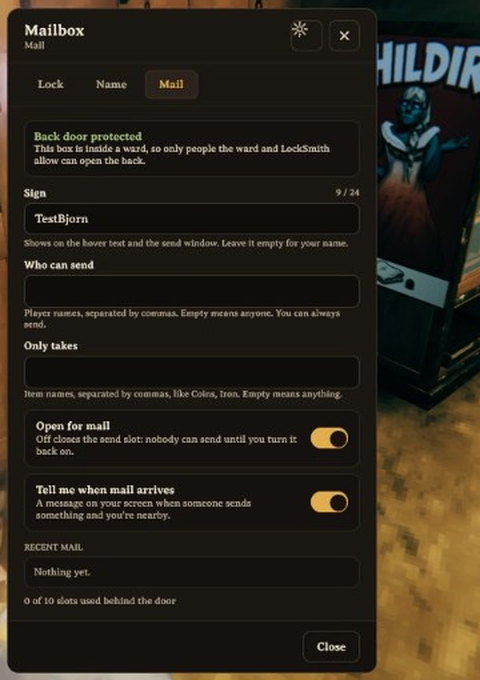 Mailbox
Mail
Lock Name Mail
Back door protected
This box is inside a ward, so only people the ward and LockSmith
allow can open the back.
Sign 9 / 24
TestBjorn
Shows on the hover text and the send window. Leave it empty for your name.
Who can send
Player names, separated by commas. Empty means anyone. You can always
send.
Only takes
Item names, separated by commas, like Coins, Iron. Empty means anything.
Open for mail
Off closes the send slot: nobody can send until you turn it
back on.
Tell me when mail arrives
A message on your screen when someone sends
something and you're nearby.
RECENT MAIL
Nothing yet.
0 of 10 slots used behind the door
Close
HILDIR